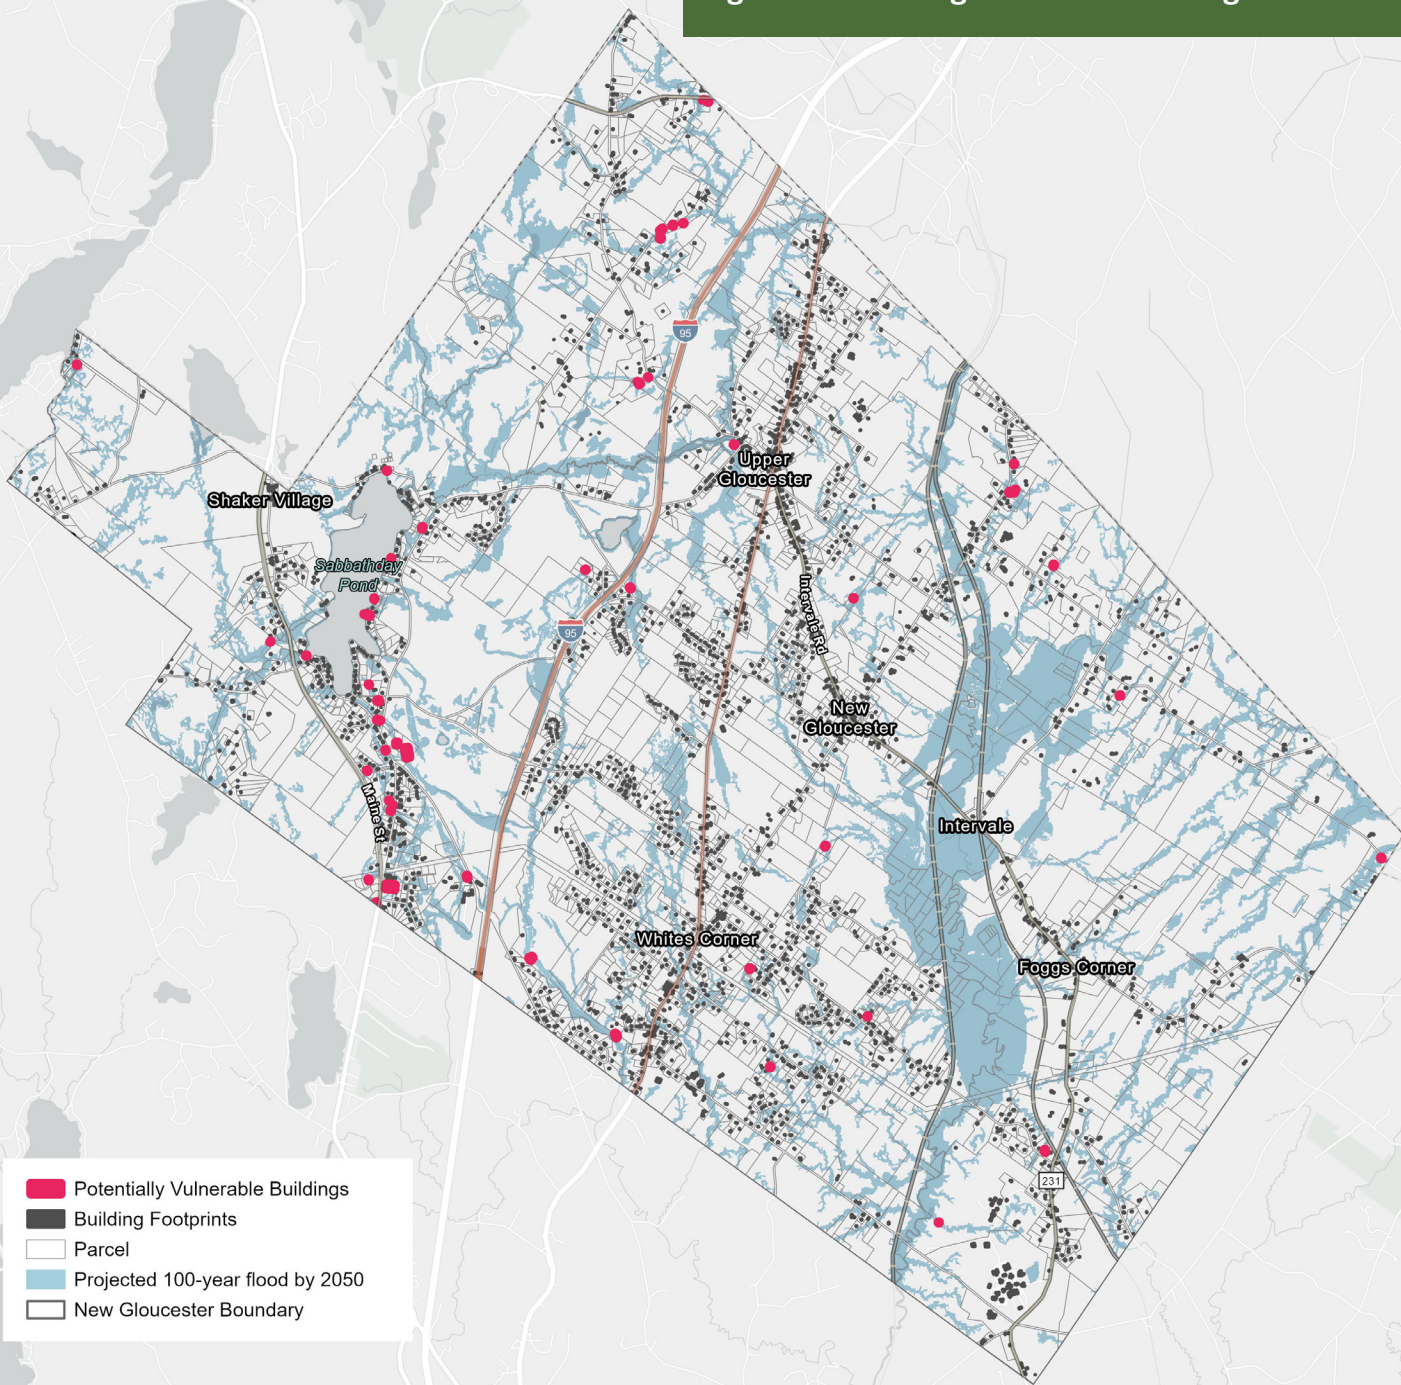 95
Upper
Gloucester
Shaker Village
Sabbathday
Pond
Intervale Rd
95
New
Gloucester
Maine St
Intervale
Whites Corner
Foggs Corner
231
Potentially Vulnerable Buildings
Building Footprints
Parcel
Projected 100-year flood by 2050
New Gloucester Boundary